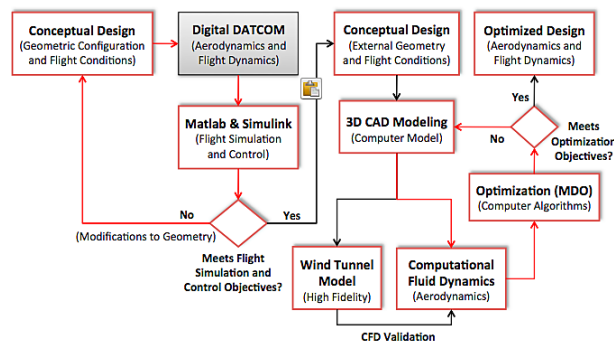 Conceptual Design
(Geometric Configuration
and Flight Conditions)
Digital DATCOM
(Aerodynamics and
Flight Dynamics)
Conceptual Design
(External Geometry
and Flight Conditions)
Optimized Design
(Aerodynamics and
Flight Dynamics)
Matlab & Simulink
(Flight Simulation
and Control)
3D CAD Modeling
(Computer Model)
Yes
No
Meets
Optimization
Objectives?
Optimization (MDO)
(Computer Algorithms)
No
Yes
(Modifications to Geometry)
Meets Flight
Simulation and
Control Objectives?
Wind Tunnel
Model
(High Fidelity)
Computational
Fluid Dynamics
(Aerodynamics)
CFD Validation